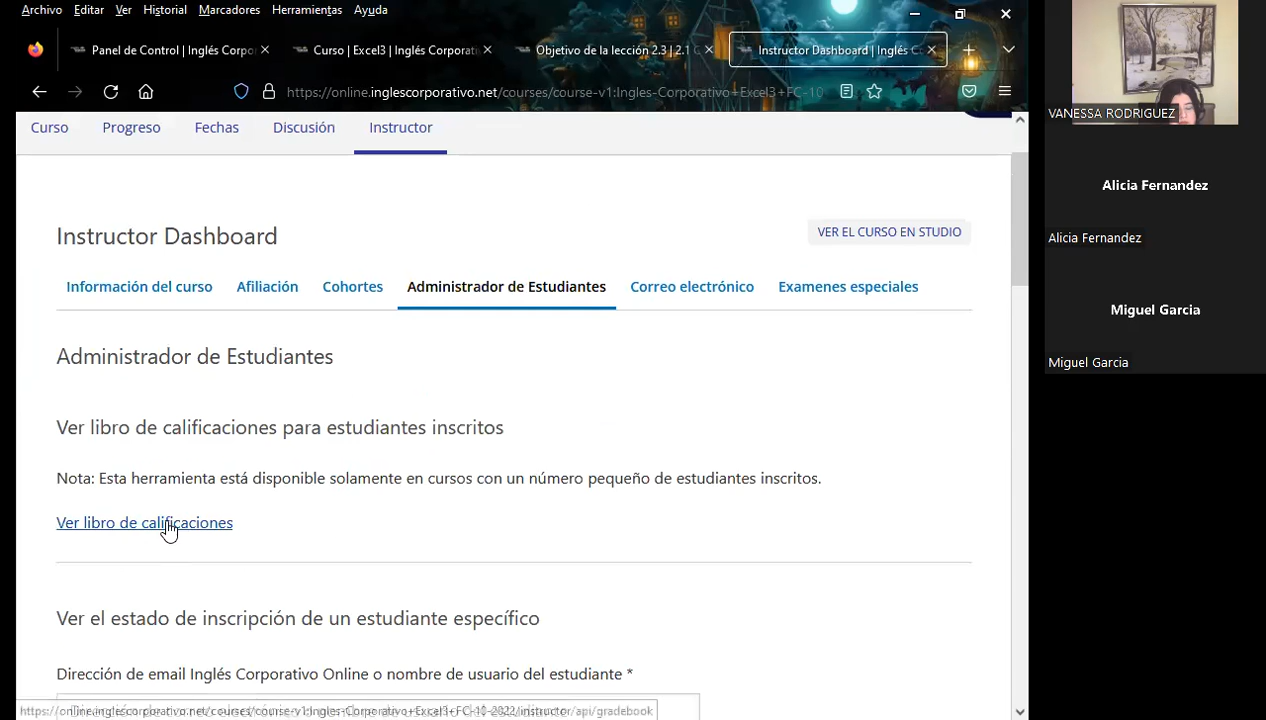 Archivo Editar Ver Historial Marcadores Herramientas Ayuda
Panel de Control | Inglés Corpo
Curso | Excel3 | Inglés Corporat
Objetivo de la lección 2.3 | 2.1 C
Instructor Dashboard | Inglés C
https://online.inglescorporativo.net/courses/course-v1:Ingles-Corporativo+Excel3+FC-10
Curso Progreso Fechas Discusión Instructor
Instructor Dashboard
VER EL CURSO EN STUDIO
Información del curso Afiliación Cohortes Administrador de Estudiantes Correo electrónico Examenes especiales
Administrador de Estudiantes
Ver libro de calificaciones para estudiantes inscritos
Nota: Esta herramienta está disponible solamente en cursos con un número pequeño de estudiantes inscritos.
Ver libro de calificaciones
Ver el estado de inscripción de un estudiante específico
Dirección de email Inglés Corporativo Online o nombre de usuario del estudiante *
https://online.inglescorporativo.net/courses/course-v1:Ingles-Corporativo+Excel3+FC-10-2022/instructor/api/gradebook
VANESSA RODRIGUEZ
Alicia Fernandez
Alicia Fernandez
Miguel Garcia
Miguel Garcia